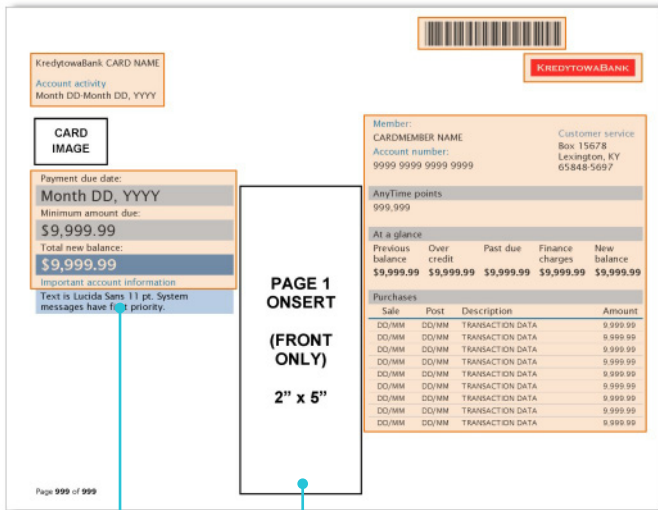 KREDYTOWABANK
KredytowaBank CARD NAME
Account activity
Month DD-Month DD, YYYY
CARD
IMAGE
Payment due date:
Month DD, YYYY
Minimum amount due:
$9,999.99
Total new balance:
$9,999.99
Important account information
Text is Lucida Sans 11 pt. System
messages have first priority.
PAGE 1
ONSERT
(FRONT
ONLY)
2” x 5”
Member:
CARDMEMBER NAME
Account number:
9999 9999 9999 9999
Customer service
Box 15678
Lexington, KY
65848-5697
AnyTime points
999,999
At a glance
Previous balance Over credit Past due Finance charges New balance
$9,999.99 $9,999.99 $9,999.99 $9,999.99 $9,999.99
Purchases
Sale Post Description Amount
DD/MM DD/MM TRANSACTION DATA 9,999.99
DD/MM DD/MM TRANSACTION DATA 9,999.99
DD/MM DD/MM TRANSACTION DATA 9,999.99
DD/MM DD/MM TRANSACTION DATA 9,999.99
DD/MM DD/MM TRANSACTION DATA 9,999.99
DD/MM DD/MM TRANSACTION DATA 9,999.99
DD/MM DD/MM TRANSACTION DATA 9,999.99
DD/MM DD/MM TRANSACTION DATA 9,999.99
DD/MM DD/MM TRANSACTION DATA 9,999.99
Page 999 of 999